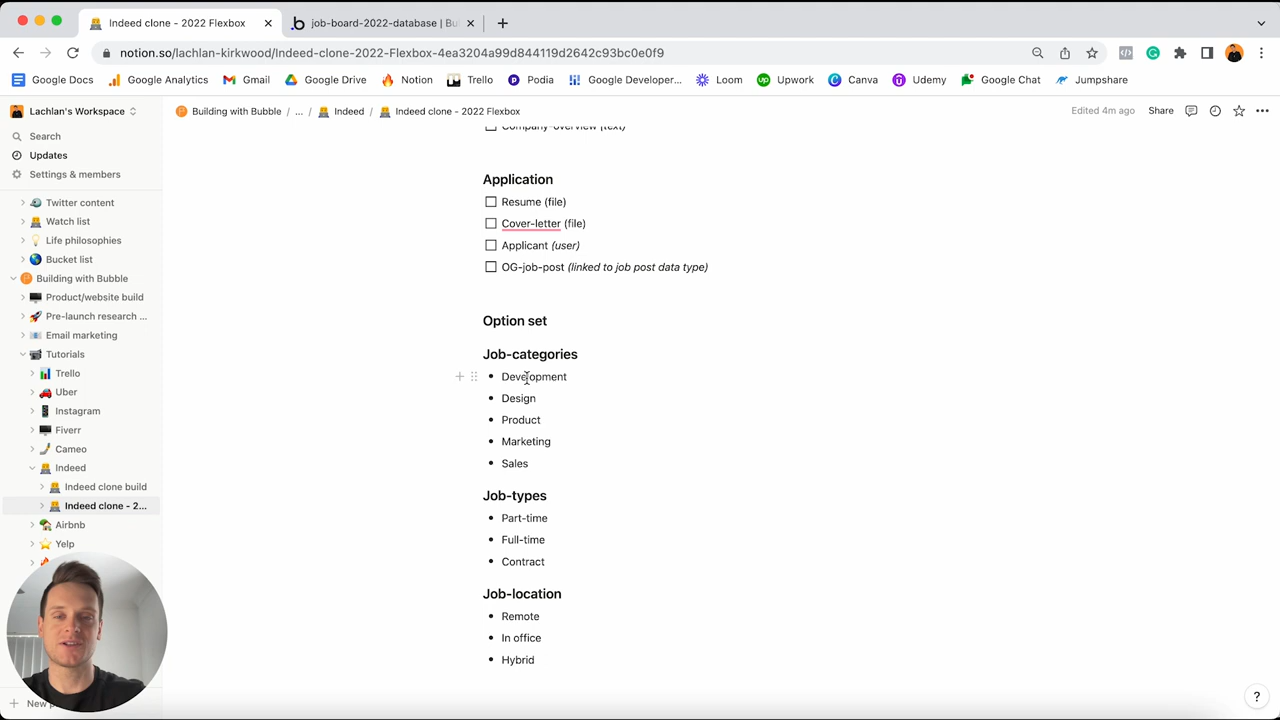 Indeed clone - 2022 Flexbox
job-board-2022-database | Bu
notion.so/lachlan-kirkwood/Indeed-clone-2022-Flexbox-4ea3204a99d844119d2642c93bc0e0f9
Google Docs
Google Analytics
Gmail
Google Drive
Notion
Trello
Podia
Google Developer...
Loom
Upwork
Canva
Udemy
Google Chat
Jumpshare
Lachlan's Workspace
Building with Bubble / ... / Indeed / Indeed clone - 2022 Flexbox
Edited 4m ago
Share
Search
Updates
Settings & members
Twitter content
Watch list
Life philosophies
Bucket list
Building with Bubble
Product/website build
Pre-launch research ...
Email marketing
Tutorials
Trello
Uber
Instagram
Fiverr
Cameo
Indeed
Indeed clone build
Indeed clone - 2...
Airbnb
Yelp
New p
Company-overview (text)
Application
Resume (file)
Cover-letter (file)
Applicant (user)
OG-job-post (linked to job post data type)
Option set
Job-categories
Development
Design
Product
Marketing
Sales
Job-types
Part-time
Full-time
Contract
Job-location
Remote
In office
Hybrid
?